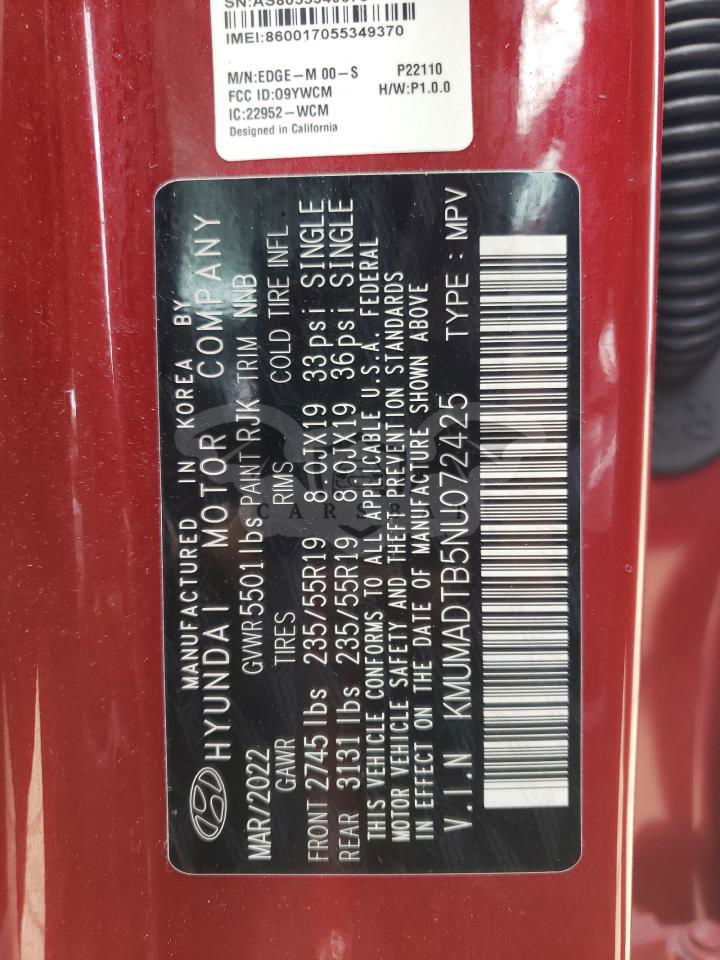 IMEI:860017055349370
M/N:EDGE-M 00-S P22110
FCC ID:O9YWCM H/W:P1.0.0
IC:22952-WCM
Designed in California
MANUFACTURED IN KOREA BY
HYUNDAI MOTOR COMPANY
MAR/2022 GVWR 5501lbs PAINT RJK TRIM NNB
GAWR TIRES RIMS COLD TIRE INFL
FRONT 2745lbs 235/55R19 8.0JX19 33psi SINGLE
REAR 3131lbs 235/55R19 8.0JX19 36psi SINGLE
THIS VEHICLE CONFORMS TO ALL APPLICABLE U.S.A. FEDERAL
MOTOR VEHICLE SAFETY AND THEFT PREVENTION STANDARDS
IN EFFECT ON THE DATE OF MANUFACTURE SHOWN ABOVE
V.I.N KMUMADTB5NU072425 TYPE : MPV